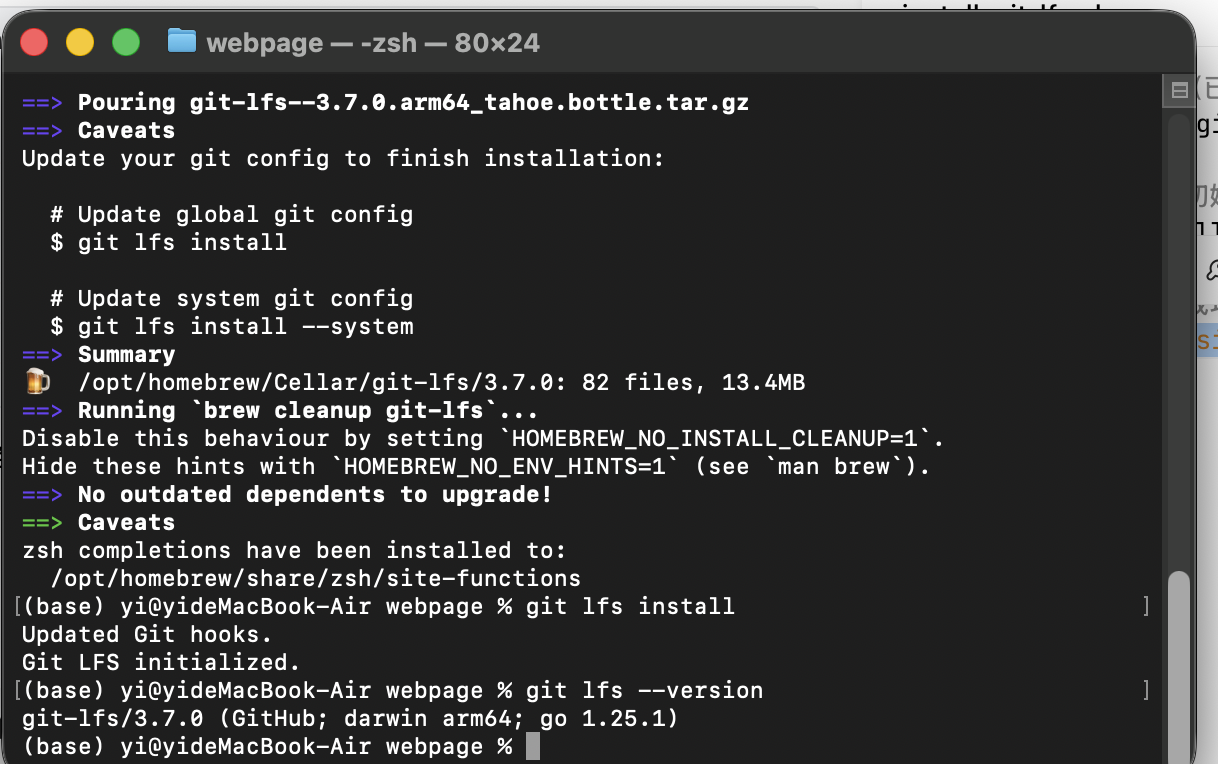 webpage — -zsh — 80×24
==> Pouring git-lfs--3.7.0.arm64_tahoe.bottle.tar.gz
==> Caveats
Update your git config to finish installation:
# Update global git config
$ git lfs install
# Update system git config
$ git lfs install --system
==> Summary
🍺 /opt/homebrew/Cellar/git-lfs/3.7.0: 82 files, 13.4MB
==> Running `brew cleanup git-lfs`...
Disable this behaviour by setting `HOMEBREW_NO_INSTALL_CLEANUP=1`.
Hide these hints with `HOMEBREW_NO_ENV_HINTS=1` (see `man brew`).
==> No outdated dependents to upgrade!
==> Caveats
zsh completions have been installed to:
/opt/homebrew/share/zsh/site-functions
[(base) yi@yideMacBook-Air webpage % git lfs install ]
Updated Git hooks.
Git LFS initialized.
[(base) yi@yideMacBook-Air webpage % git lfs --version ]
git-lfs/3.7.0 (GitHub; darwin arm64; go 1.25.1)
(base) yi@yideMacBook-Air webpage %